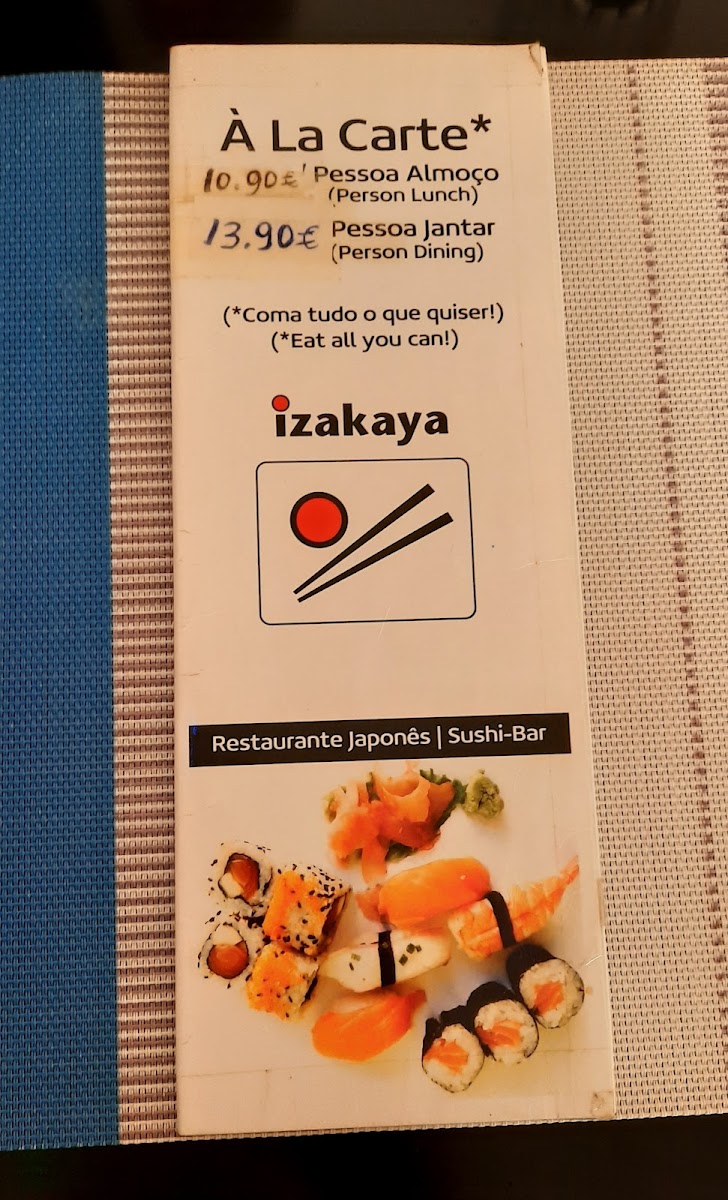 À La Carte*
10.90€ Pessoa Almoço
(Person Lunch)
13.90€ Pessoa Jantar
(Person Dining)
(*Coma tudo o que quiser!)
(*Eat all you can!)
izakaya
Restaurante Japonês | Sushi-Bar